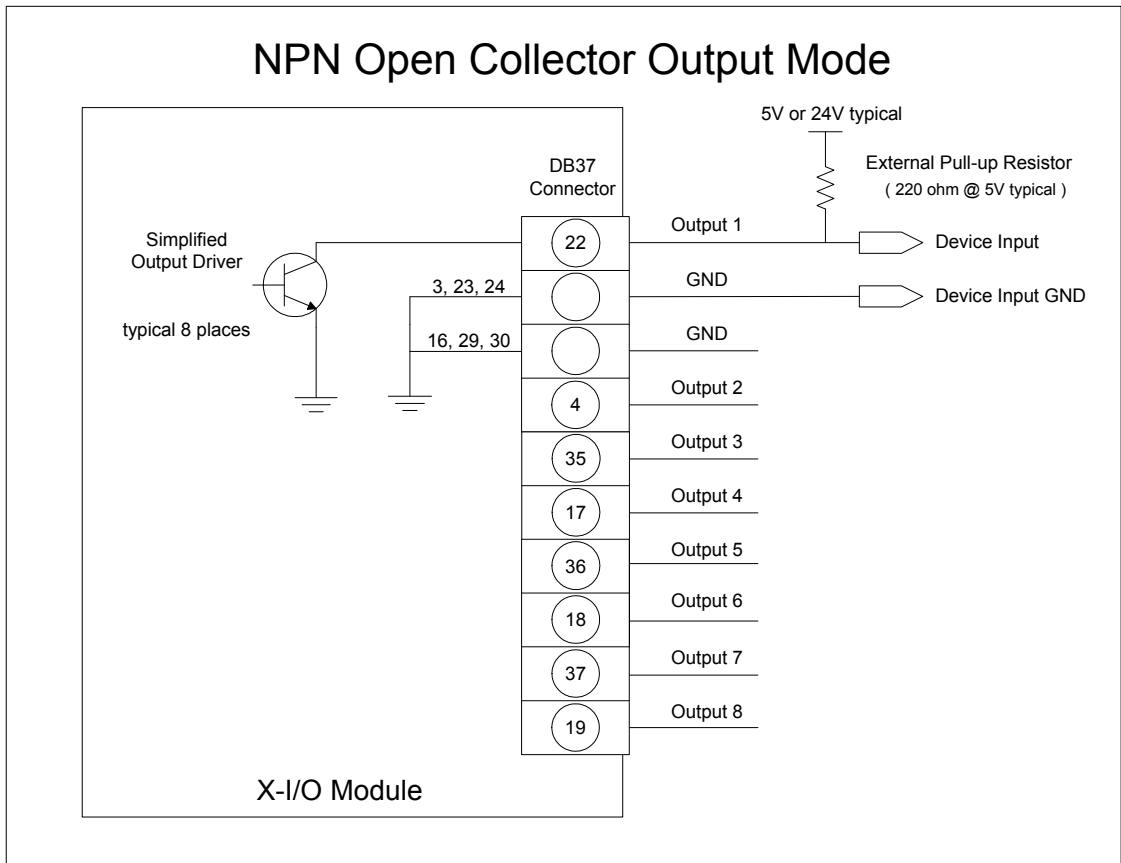 NPN Open Collector Output Mode
5V or 24V typical
External Pull-up Resistor
( 220 ohm @ 5V typical )
DB37
Connector
Simplified
Output Driver
typical 8 places
22
Output 1
Device Input
3, 23, 24
GND
Device Input GND
16, 29, 30
GND
4
Output 2
35
Output 3
17
Output 4
36
Output 5
18
Output 6
37
Output 7
19
Output 8
X-I/O Module